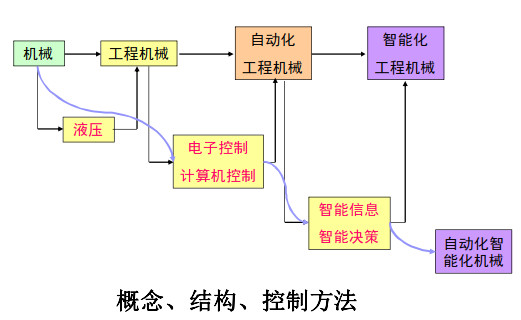 机械
工程机械
自动化
工程机械
智能化
工程机械
液压
电子控制
计算机控制
智能信息
智能决策
自动化智
能化机械
概念、结构、控制方法